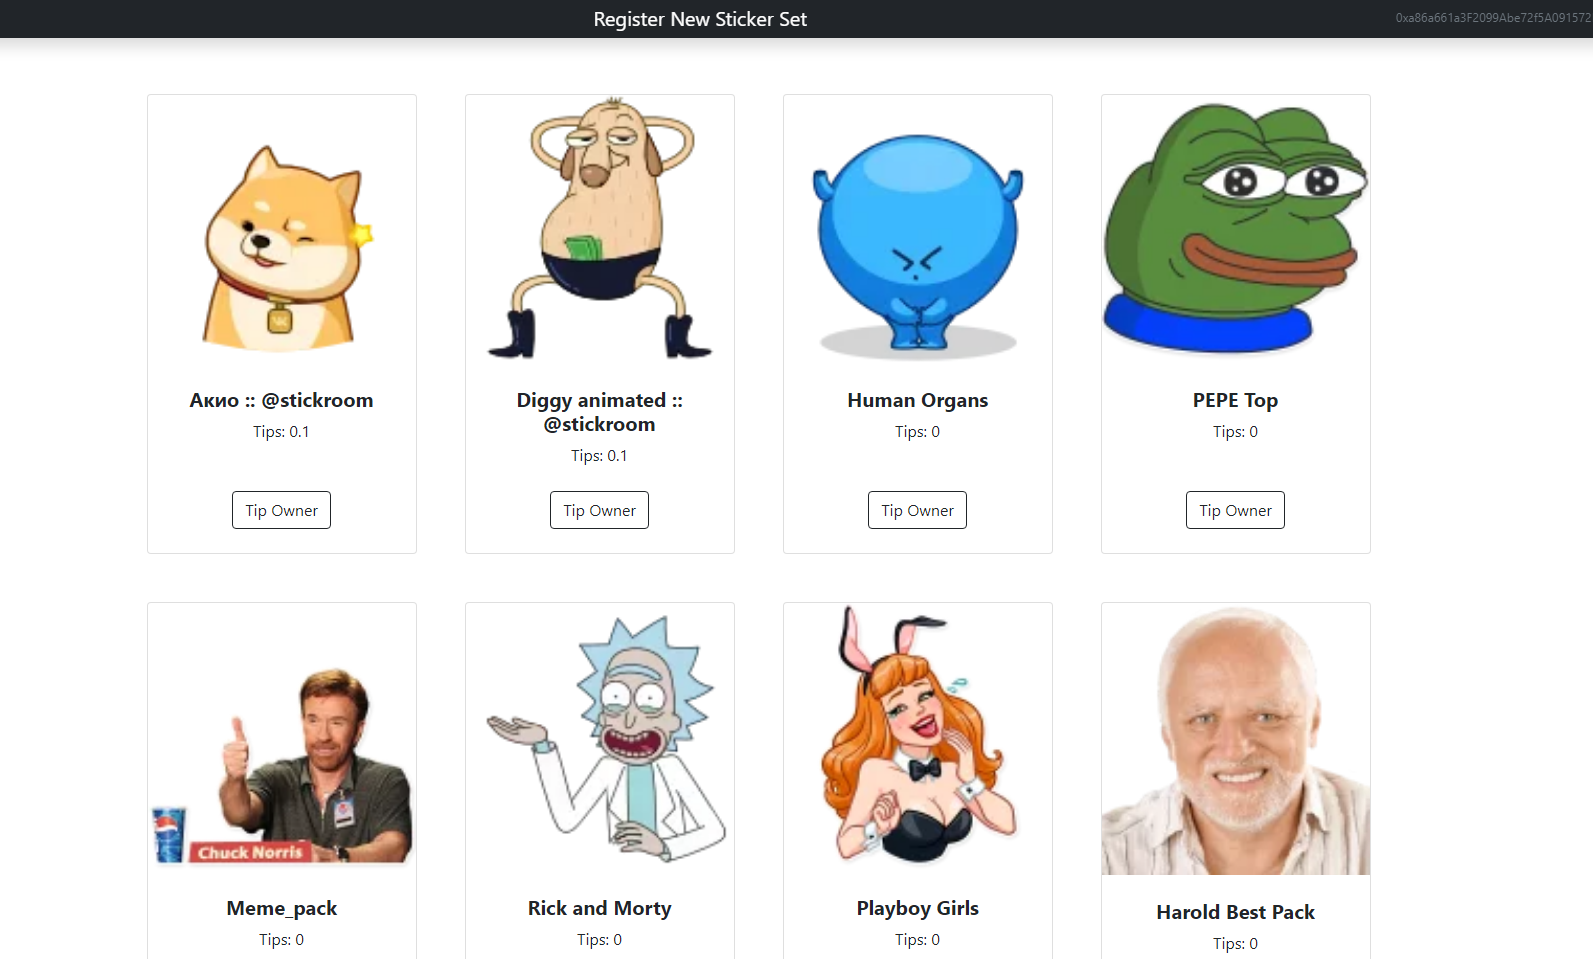 Register New Sticker Set
0xa86a661a3F2099Abe72f5A091572
Акио :: @stickroom
Tips: 0.1
Tip Owner
Diggy animated ::
@stickroom
Tips: 0.1
Tip Owner
Human Organs
Tips: 0
Tip Owner
PEPE Top
Tips: 0
Tip Owner
Chuck Norris
Meme_pack
Tips: 0
Rick and Morty
Tips: 0
Playboy Girls
Tips: 0
Harold Best Pack
Tips: 0